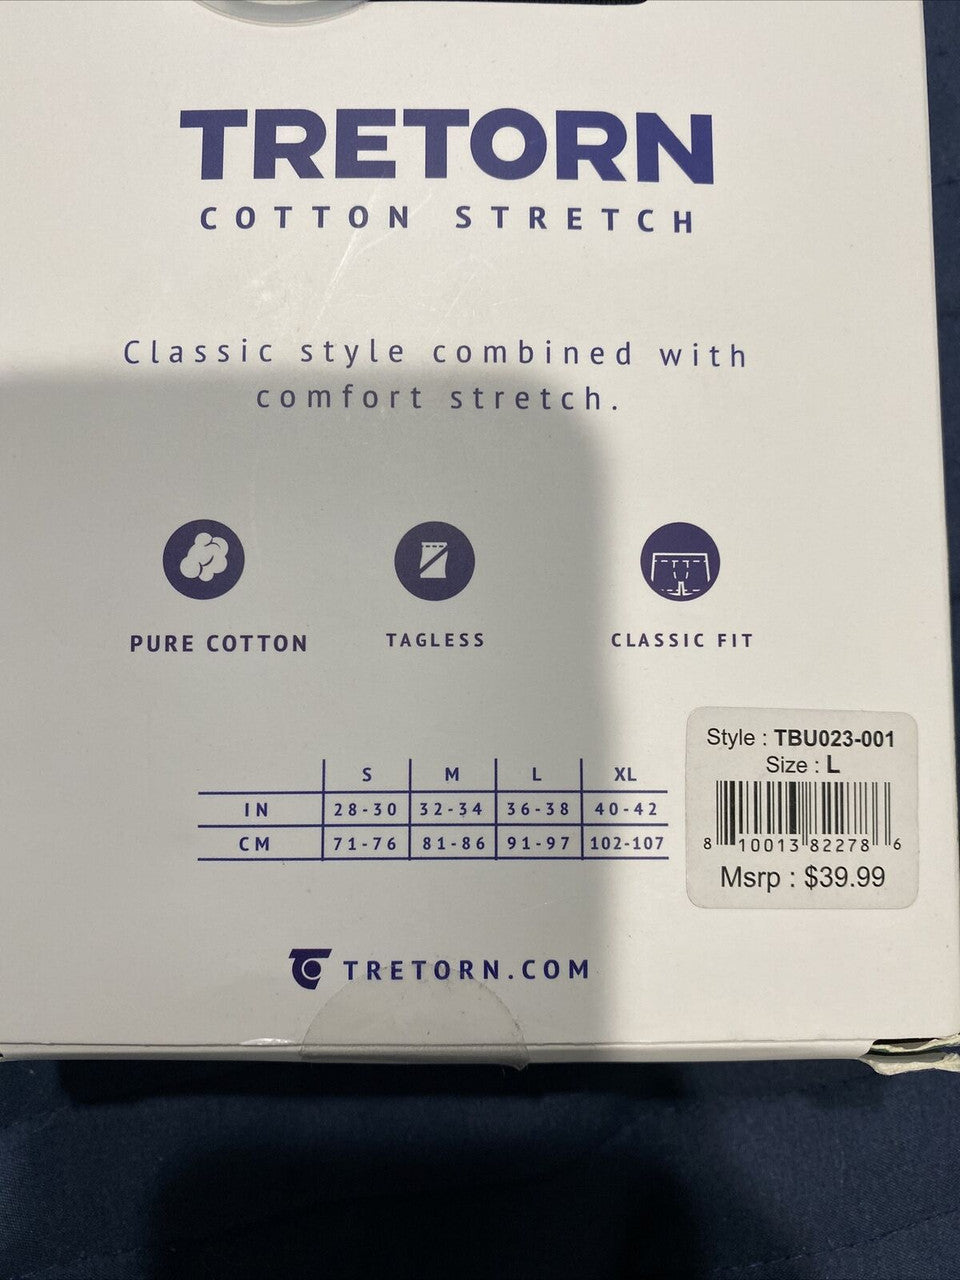 TRETORN
COTTON STRETCH
Classic style combined with
comfort stretch.
PURE COTTON
TAGLESS
CLASSIC FIT
S M L XL
IN 28-30 32-34 36-38 40-42
CM 71-76 81-86 91-97 102-107
Style : TBU023-001
Size : L
8 10013 82278 6
Msrp : $39.99
TRETORN.COM